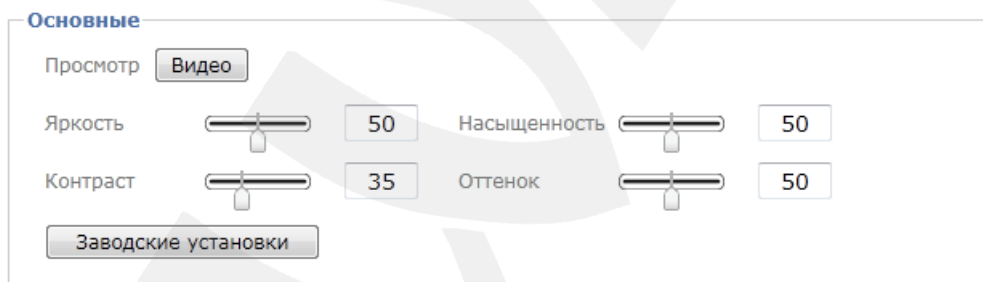 Основные
Просмотр Видео
Яркость 50 Насыщенность 50
Контраст 35 Оттенок 50
Заводские установки